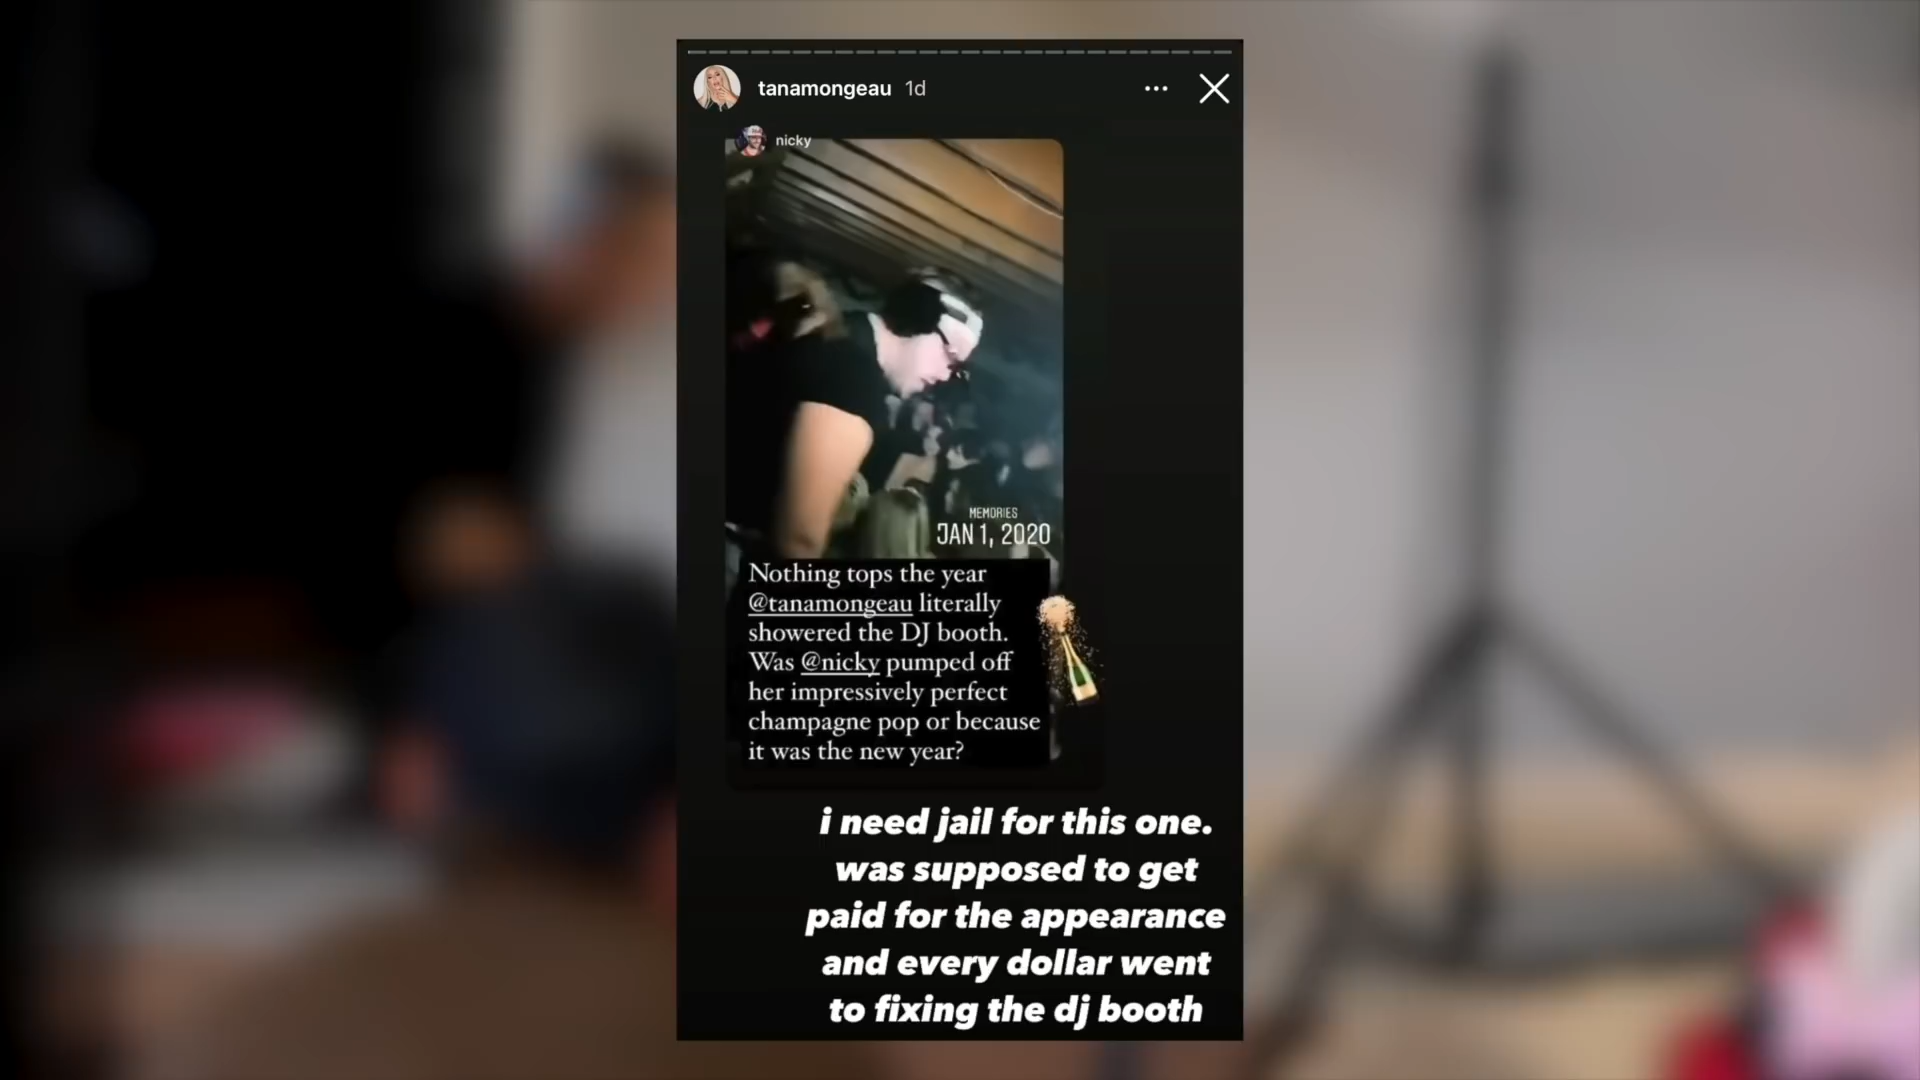 tanamongeau 1d
nicky
MEMORIES
JAN 1, 2020
Nothing tops the year
@tanamongeau literally
showered the DJ booth.
Was @nicky pumped off
her impressively perfect
champagne pop or because
it was the new year?
i need jail for this one.
was supposed to get
paid for the appearance
and every dollar went
to fixing the dj booth